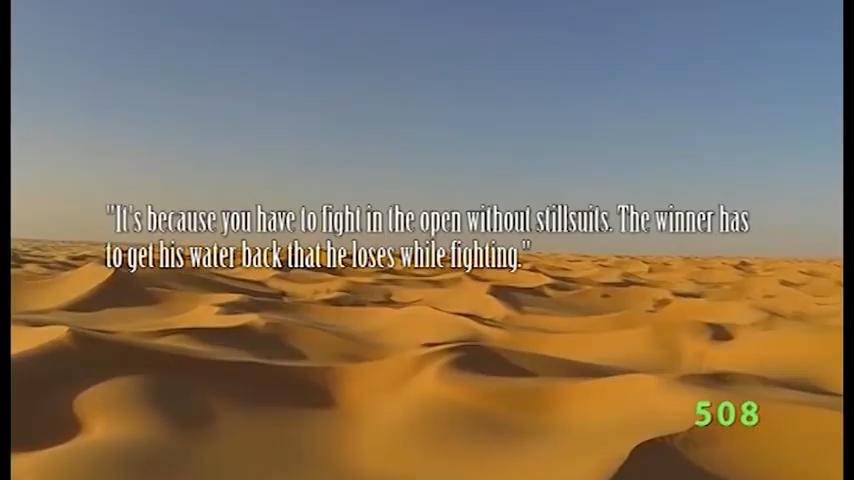 "It's because you have to fight in the open without stillsuits. The winner has
to get his water back that he loses while fighting."
508